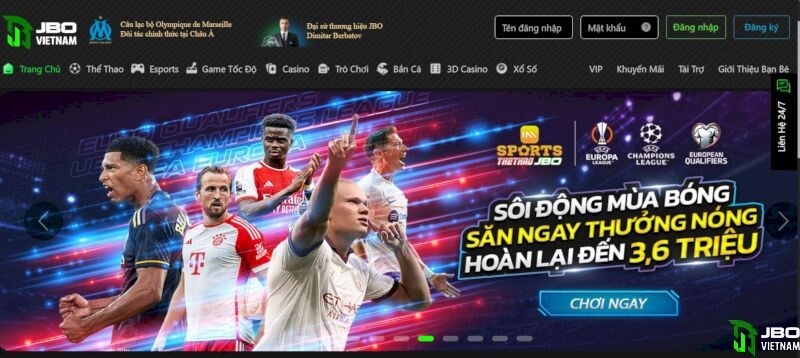 JBO
VIETNAM
Câu lạc bộ Olympique de Marseille
Đối tác chính thức tại Châu Á
Đại sứ thương hiệu JBO
Dimitar Berbatov
Tên đăng nhập
Mật khẩu
?
Đăng nhập
Đăng ký
Trang Chủ
Thể Thao
Esports
Game Tốc Độ
Casino
Trò Chơi
Bắn Cá
3D Casino
Xổ Số
VIP
Khuyến Mãi
Tài Trợ
Giới Thiệu Bạn Bè
Liên Hệ 24/7
EURO QUALIFIERS
UEFA CHAMPIONS LEAGUE
UEFA EUROPA
SPORTS
THETHAO JBO
UEFA
EUROPA
LEAGUE
UEFA
CHAMPIONS
LEAGUE
EUROPEAN
QUALIFIERS
SÔI ĐỘNG MÙA BÓNG
SĂN NGAY THƯỞNG NÓNG
HOÀN LẠI ĐẾN 3,6 TRIỆU
CHƠI NGAY
T
JBO
VIETNAM